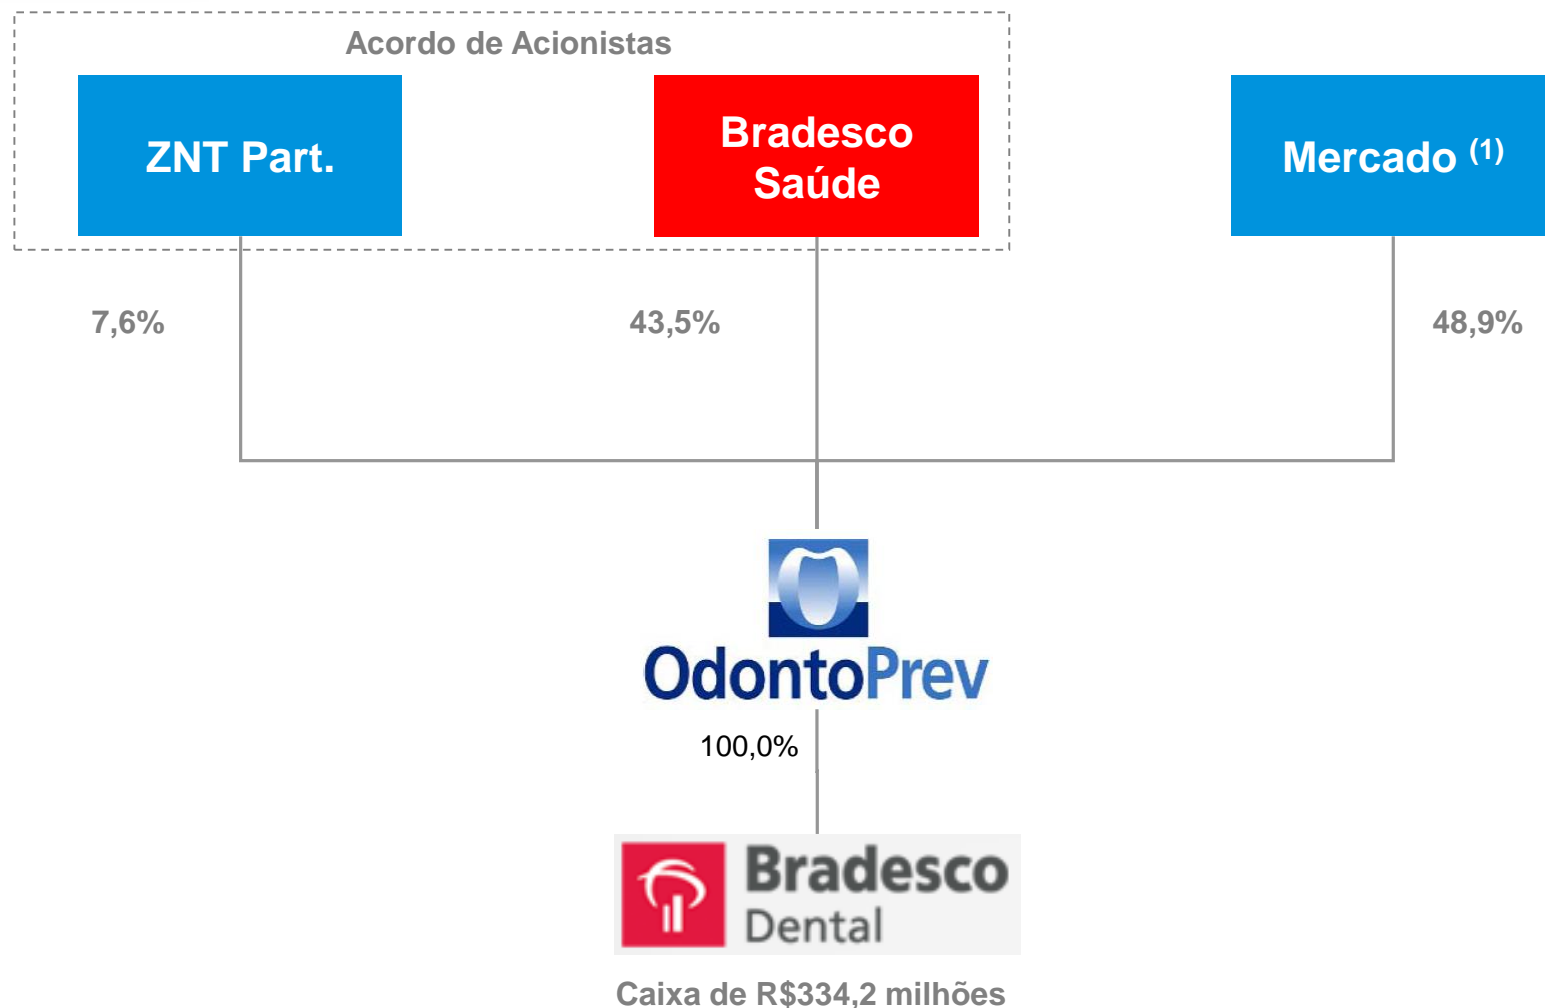 Acordo de Acionistas
ZNT Part.
Bradesco
Saúde
Mercado (1)
7,6%
43,5%
48,9%
OdontoPrev
100,0%
Bradesco
Dental
Caixa de R$334,2 milhões